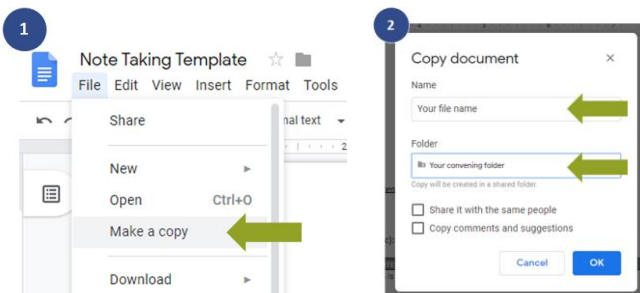 1
Note Taking Template
File Edit View Insert Format Tools
Share
nal text
2
New
Open Ctrl+O
Make a copy
Download
2
Copy document
Name
Your file name
Folder
Your convening folder
Copy will be created in a shared folder.
Share it with the same people
Copy comments and suggestions
Cancel OK